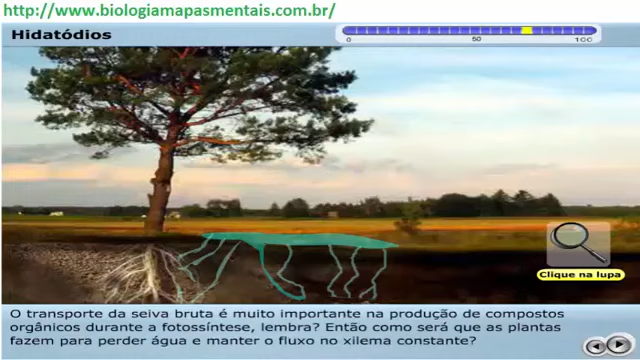 http://www.biologiamapasmentais.com.br/
Hidatódios
0 50 100
Clique na lupa
O transporte da seiva bruta é muito importante na produção de compostos
orgânicos durante a fotossíntese, lembra? Então como será que as plantas
fazem para perder água e manter o fluxo no xilema constante?